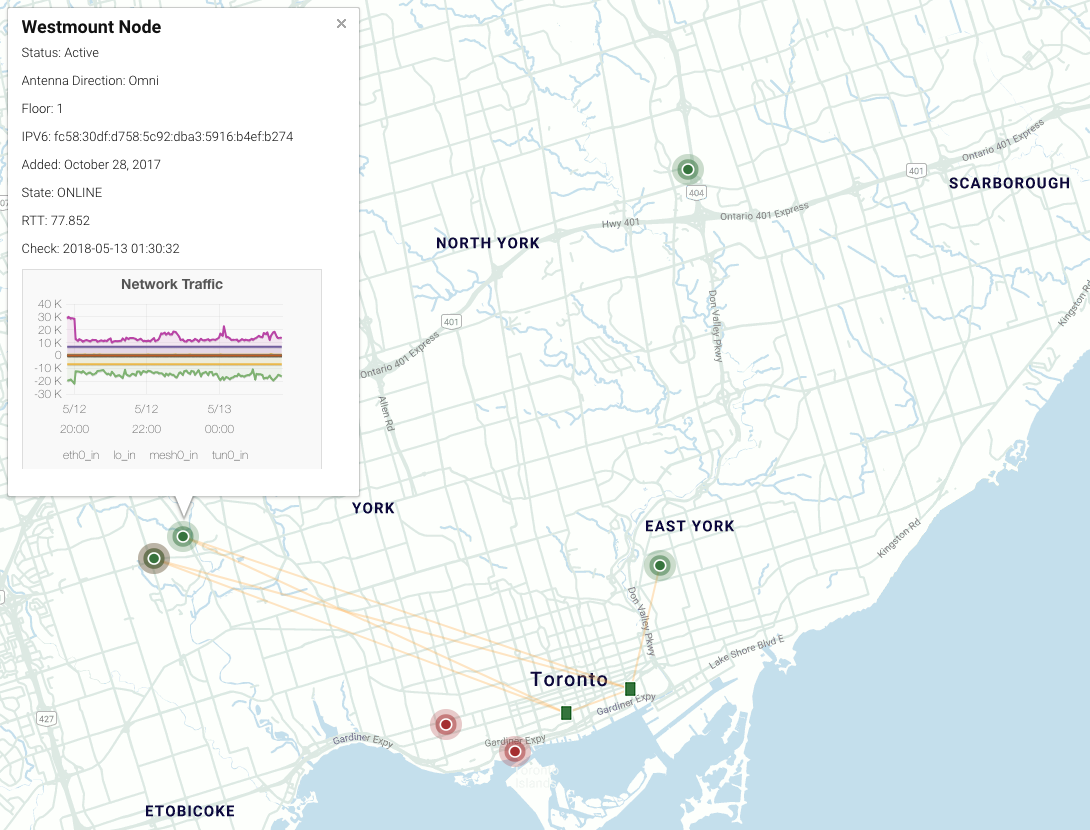 Westmount Node
×
Status: Active
Antenna Direction: Omni
Floor: 1
IPV6: fc58:30df:d758:5c92:dba3:5916:b4ef:b274
Added: October 28, 2017
State: ONLINE
RTT: 77.852
Check: 2018-05-13 01:30:32
Network Traffic
40 K
30 K
20 K
10 K
0
-10 K
-20 K
-30 K
5/12 5/12 5/13
20:00 22:00 00:00
eth0_in lo_in mesh0_in tun0_in
Ontario 401 Express
401
SCARBOROUGH
404
Ontario 401 Express
Hwy 401
NORTH YORK
Don Valley Pkwy
Kingston Rd
401
Ontario 401 Express
Allen Rd
YORK
EAST YORK
Kingston Rd
Don Valley Pkwy
Lake Shore Blvd E
Toronto
Gardiner Expy
427
Gardiner Expy
Gardiner Expy
ETOBICOKE